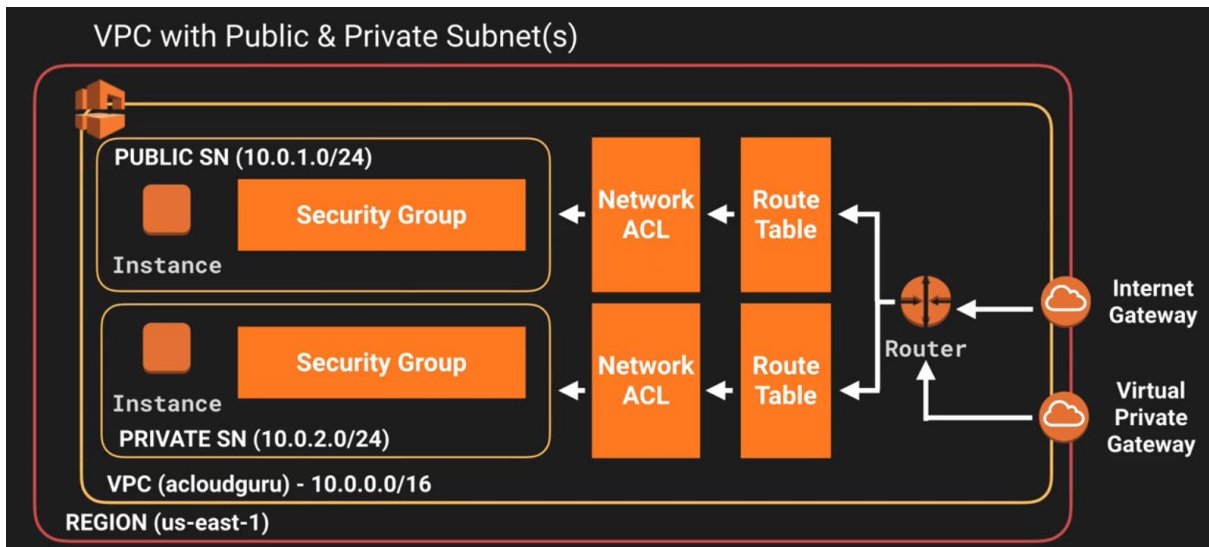 VPC with Public & Private Subnet(s)
PUBLIC SN (10.0.1.0/24)
Security Group
Instance
Network
ACL
Route
Table
Security Group
Instance
PRIVATE SN (10.0.2.0/24)
Network
ACL
Route
Table
Router
Internet
Gateway
Virtual
Private
Gateway
VPC (acloudguru) - 10.0.0.0/16
REGION (us-east-1)